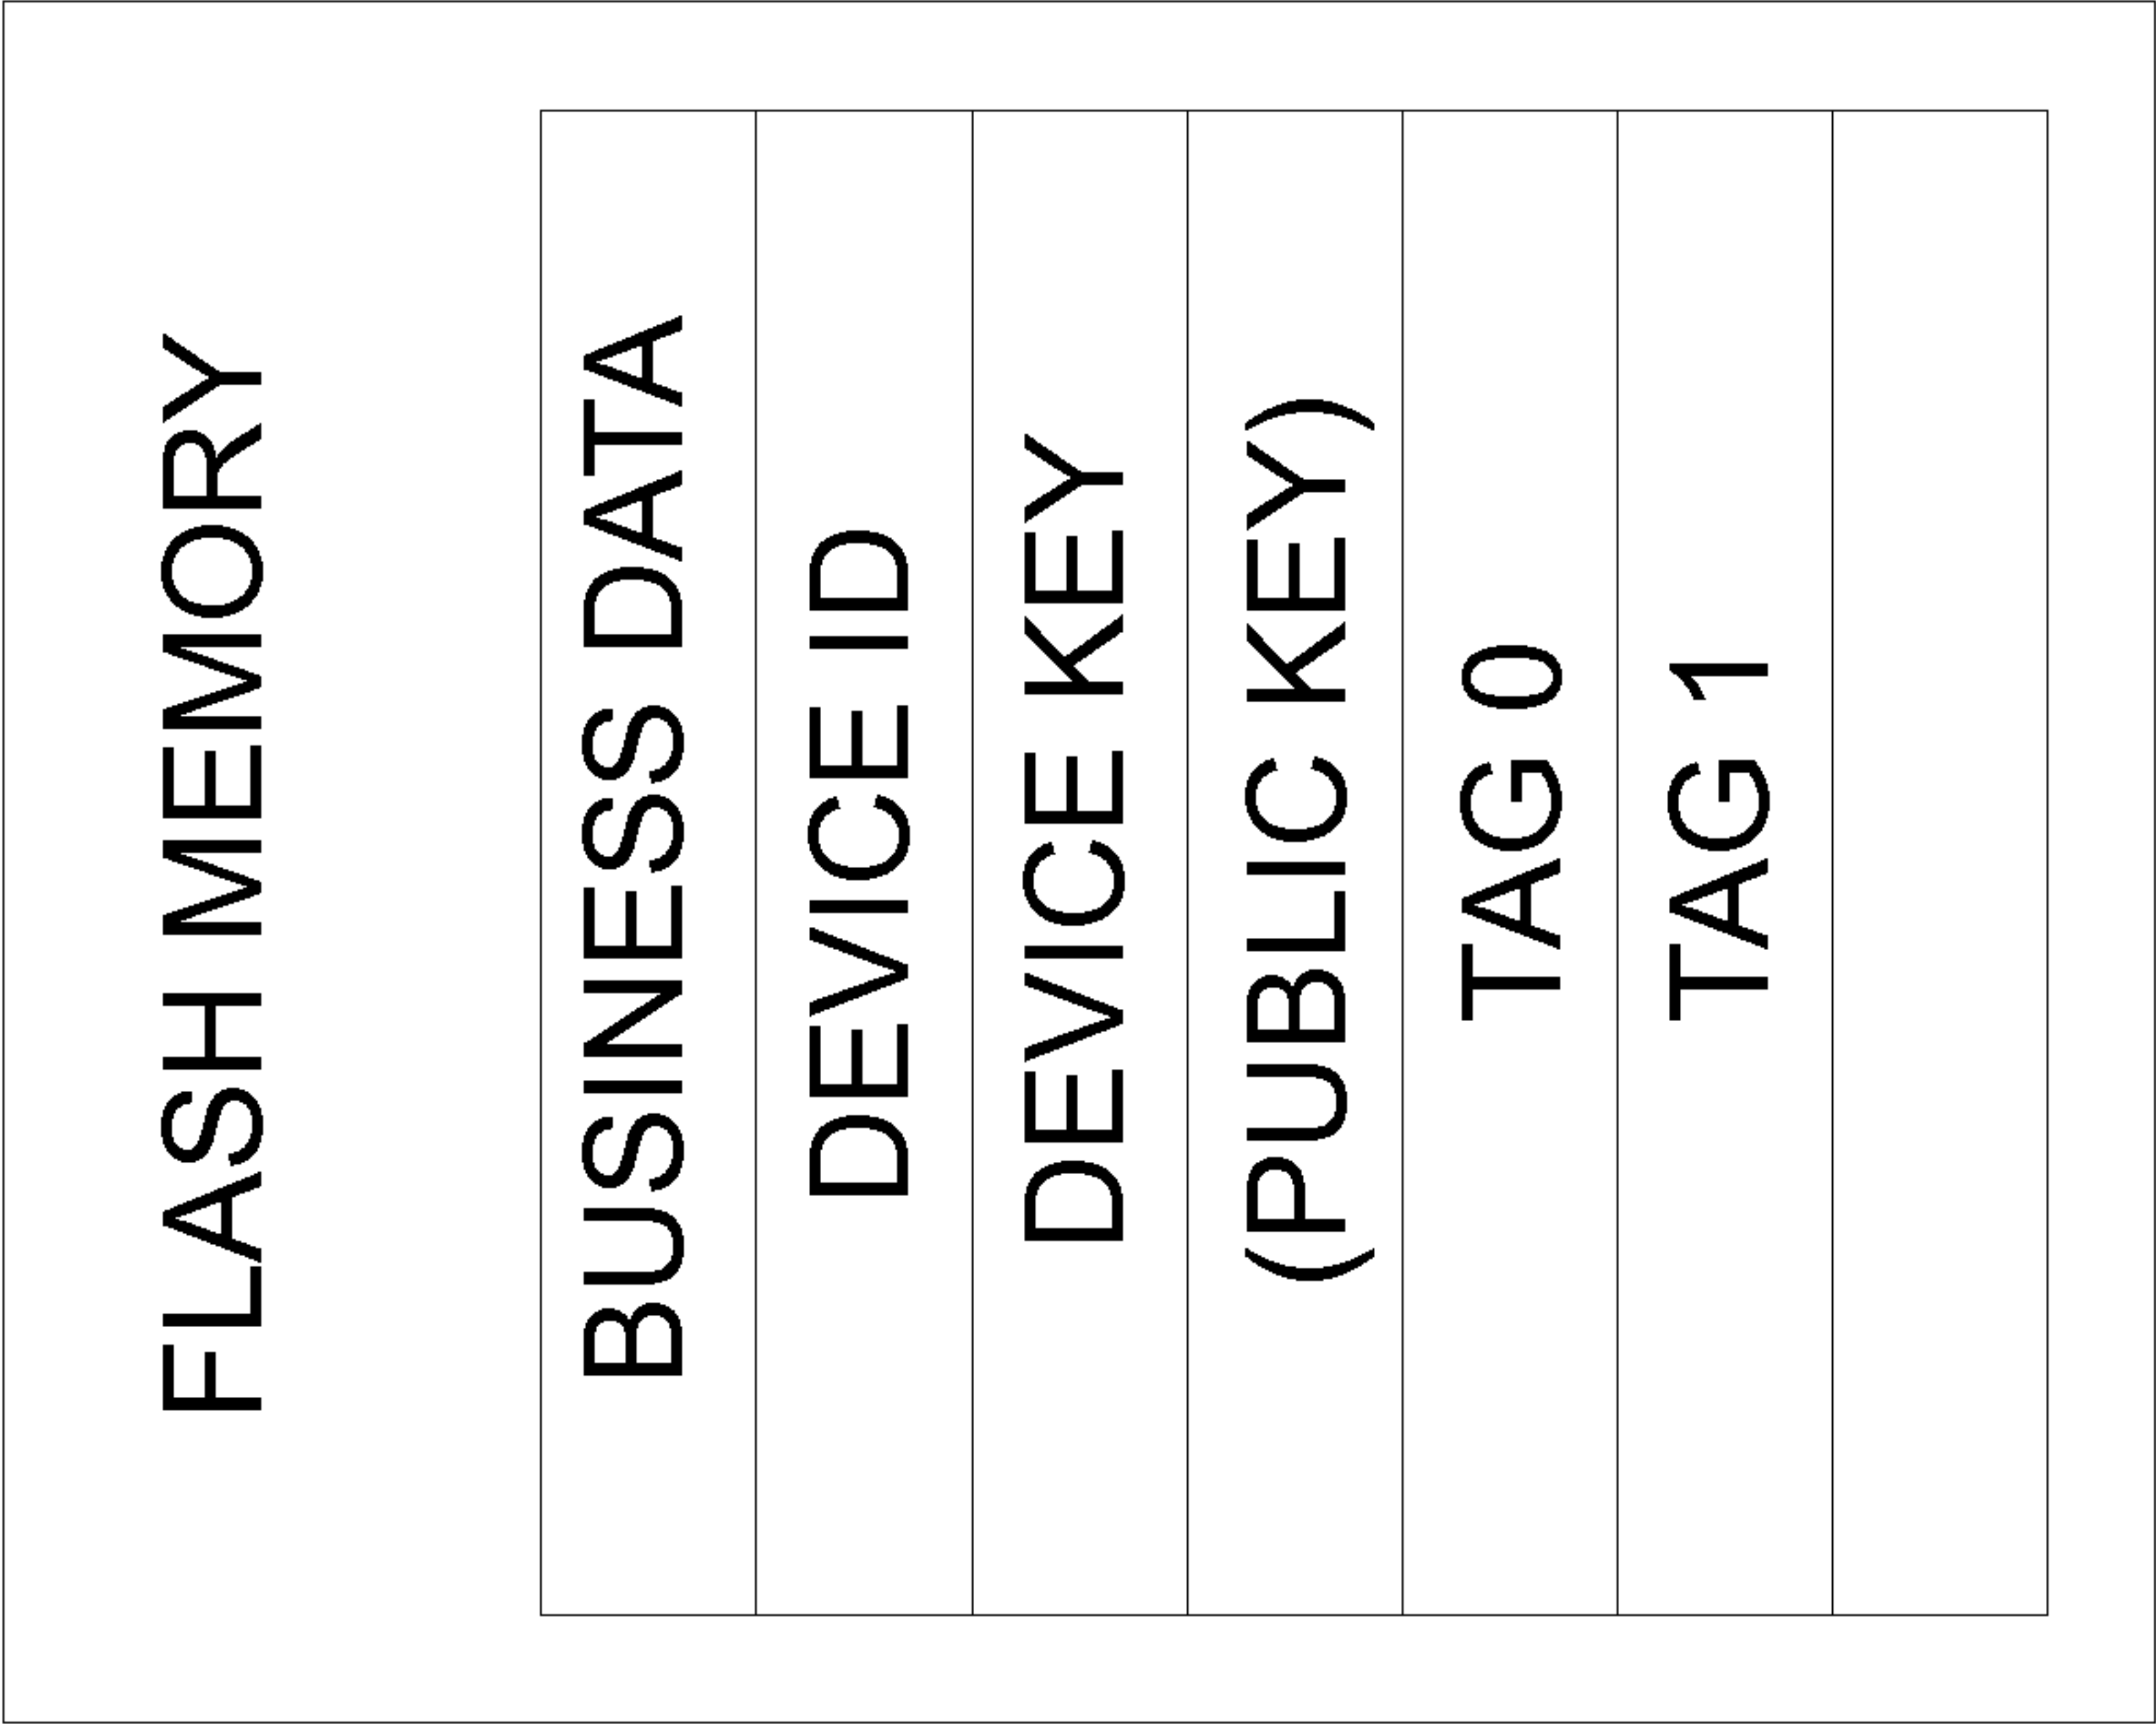 FLASH MEMORY
BUSINESS DATA
DEVICE ID
DEVICE KEY
(PUBLIC KEY)
TAG 0
TAG 1